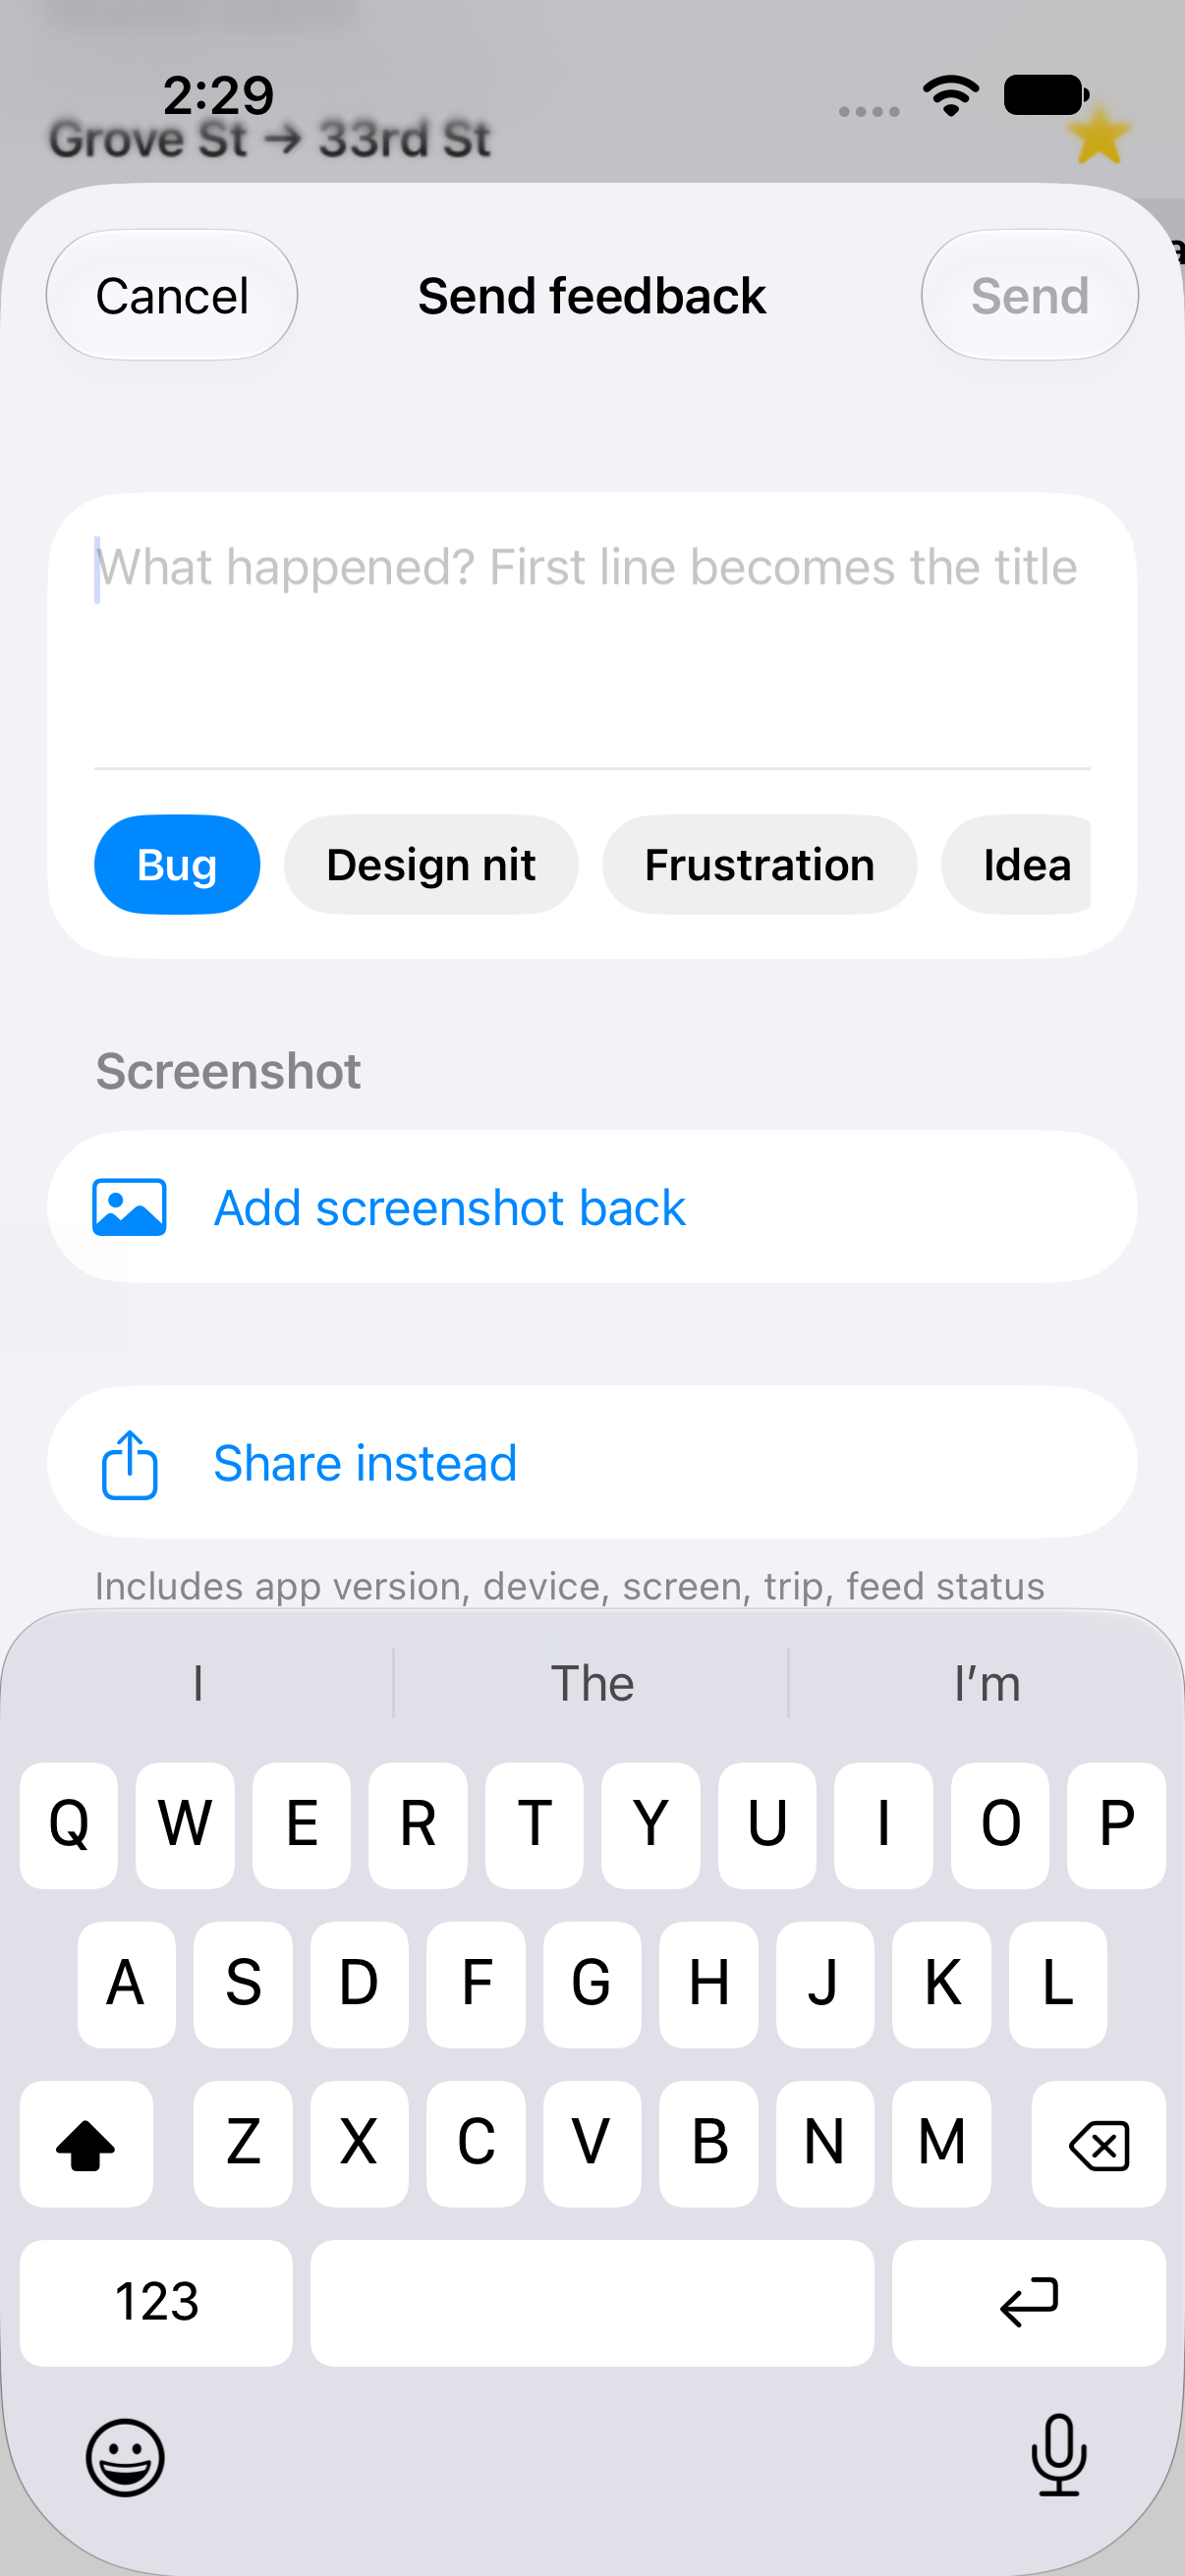 2:29
Grove St → 33rd St
Cancel
Send feedback
Send
What happened? First line becomes the title
Bug
Design nit
Frustration
Idea
Screenshot
Add screenshot back
Share instead
Includes app version, device, screen, trip, feed status
I
The
I’m
Q W E R T Y U I O P
A S D F G H J K L
Z X C V B N M
123